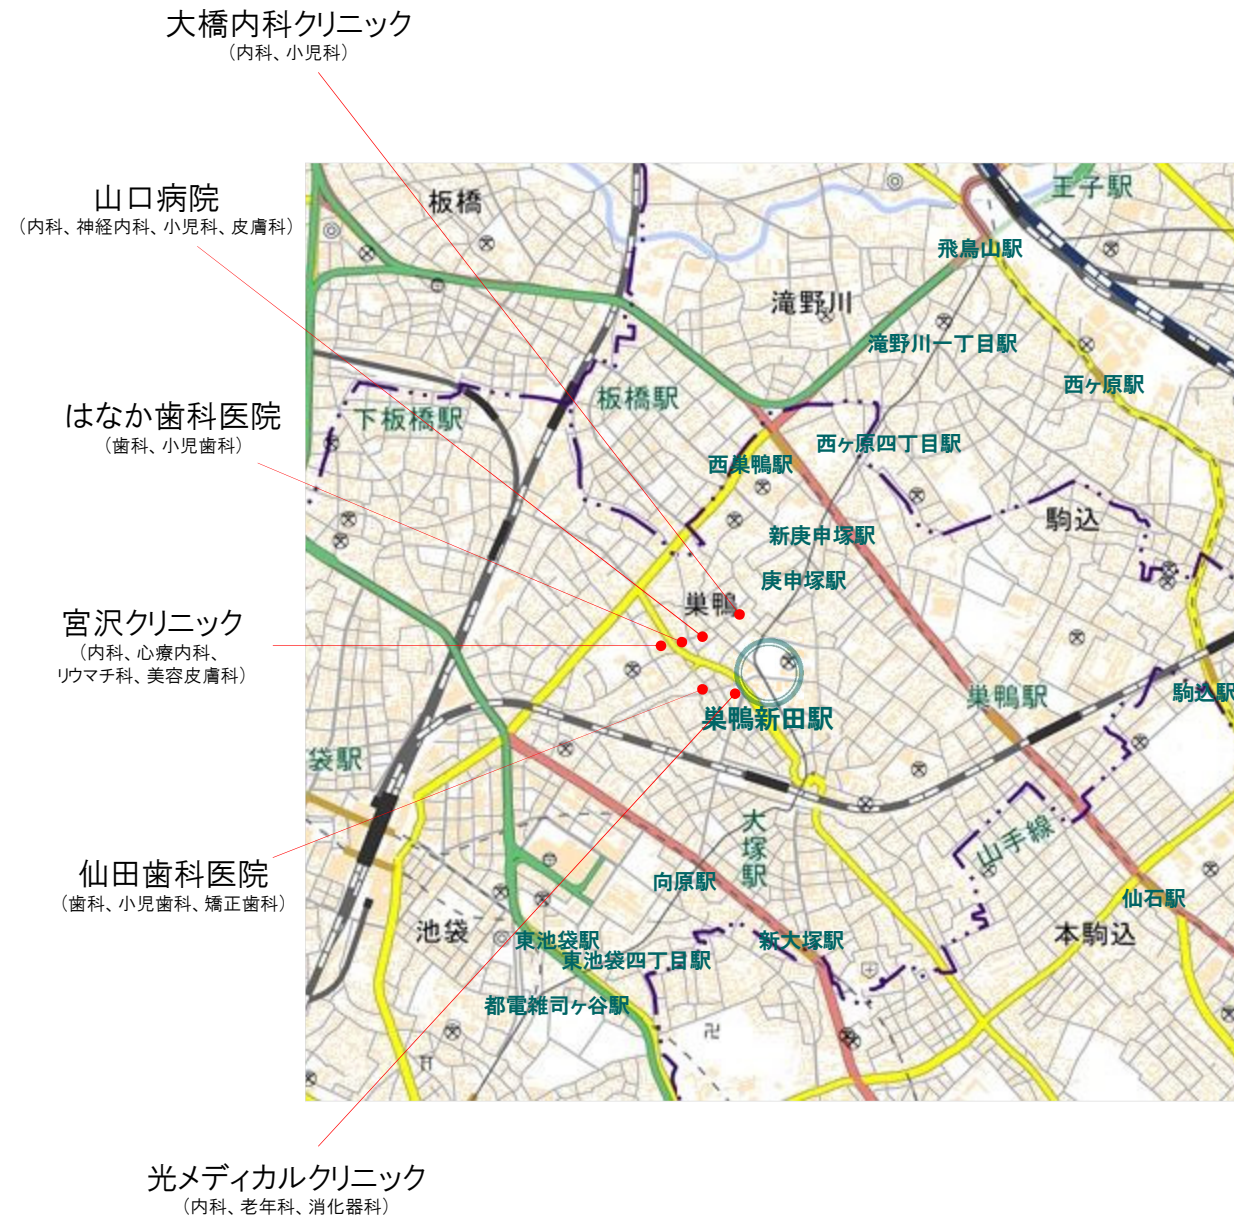 大橋内科クリニック
（内科、小児科）
山口病院
（内科、神経内科、小児科、皮膚科）
はなか歯科医院
（歯科、小児歯科）
宮沢クリニック
（内科、心療内科、
リウマチ科、美容皮膚科）
仙田歯科医院
（歯科、小児歯科、矯正歯科）
光メディカルクリニック
（内科、老年科、消化器科）
板橋
王子駅
飛鳥山駅
滝野川
滝野川一丁目駅
西ヶ原駅
板橋駅
下板橋駅
西ヶ原四丁目駅
西巣鴨駅
駒込
新庚申塚駅
庚申塚駅
巣鴨
巣鴨駅
駒込駅
巣鴨新田駅
袋駅
大塚駅
山手線
向原駅
仙石駅
池袋
東池袋駅
新大塚駅
本駒込
東池袋四丁目駅
都電雑司ヶ谷駅